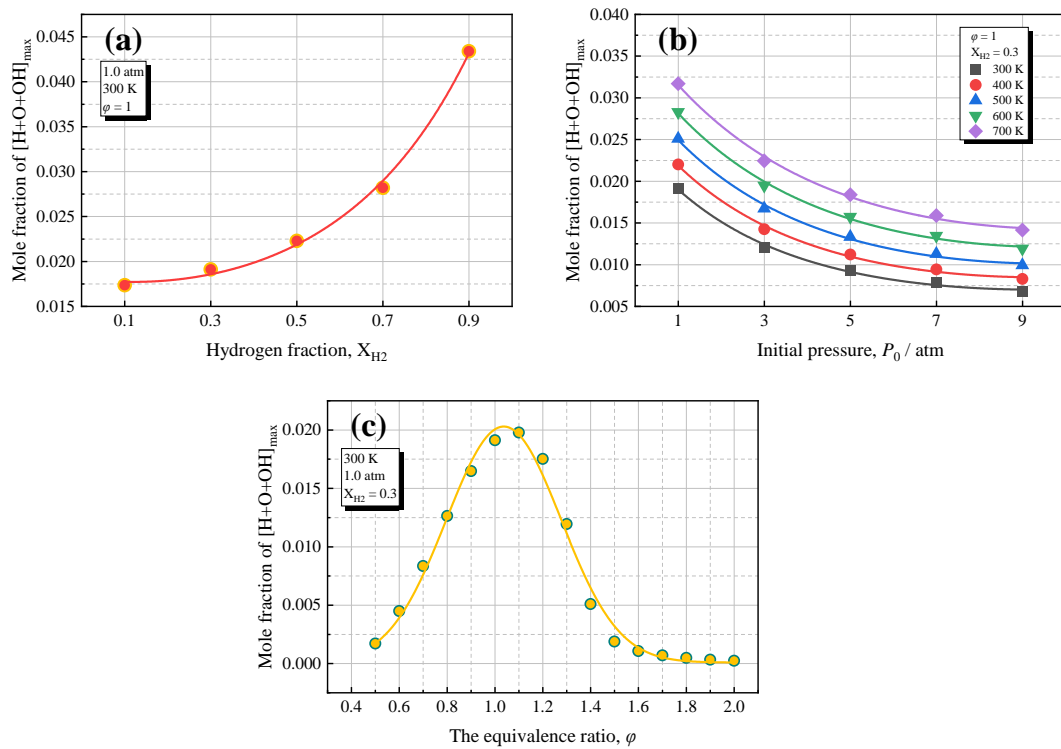 (a)
1.0 atm
300 K
φ = 1
Mole fraction of [H+O+OH]max
0.045
0.040
0.035
0.030
0.025
0.020
0.015
0.1 0.3 0.5 0.7 0.9
Hydrogen fraction, XH2
(b)
φ = 1
XH2 = 0.3
300 K
400 K
500 K
600 K
700 K
Mole fraction of [H+O+OH]max
0.040
0.035
0.030
0.025
0.020
0.015
0.010
0.005
1 3 5 7 9
Initial pressure, P0 / atm
(c)
300 K
1.0 atm
XH2 = 0.3
Mole fraction of [H+O+OH]max
0.020
0.015
0.010
0.005
0.000
0.4 0.6 0.8 1.0 1.2 1.4 1.6 1.8 2.0
The equivalence ratio, φ